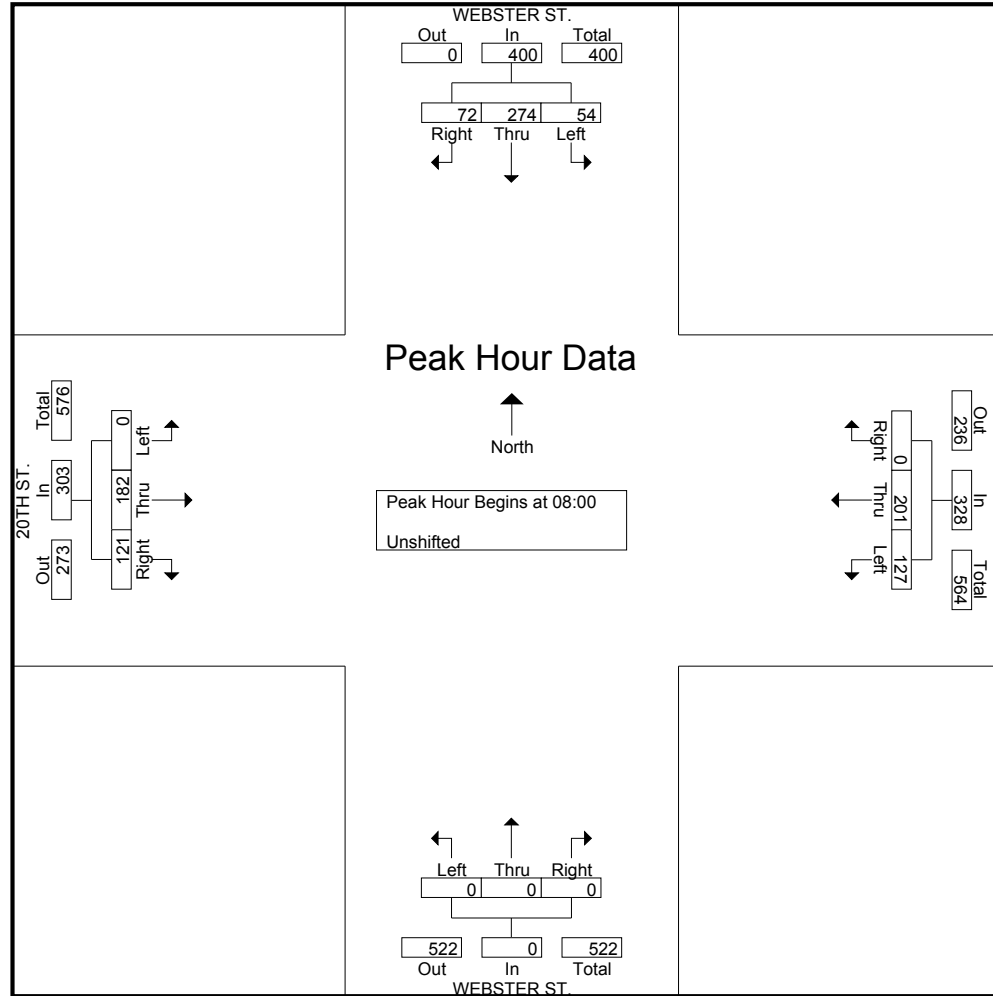 WEBSTER ST.
Out In Total
0 400 400
72 274 54
Right Thru Left
Peak Hour Data
North
Peak Hour Begins at 08:00
Unshifted
20TH ST.
Total In Out
576 303 273
0 182 121
Left Thru Right
Right Thru Left
0 201 127
Out In Total
236 328 564
Left Thru Right
0 0 0
522 0 522
Out In Total
WEBSTER ST.